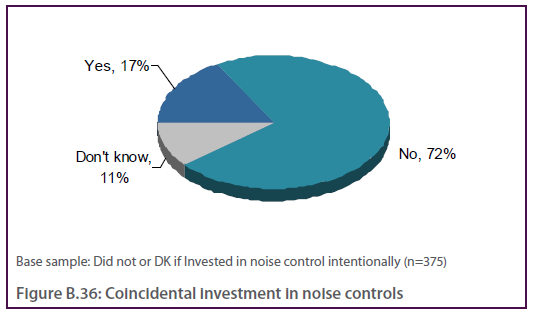 Yes, 17%
Don't know,
11%
No, 72%
Base sample: Did not or DK if Invested in noise control intentionally (n=375)
Figure B.36: Coincidental investment in noise controls